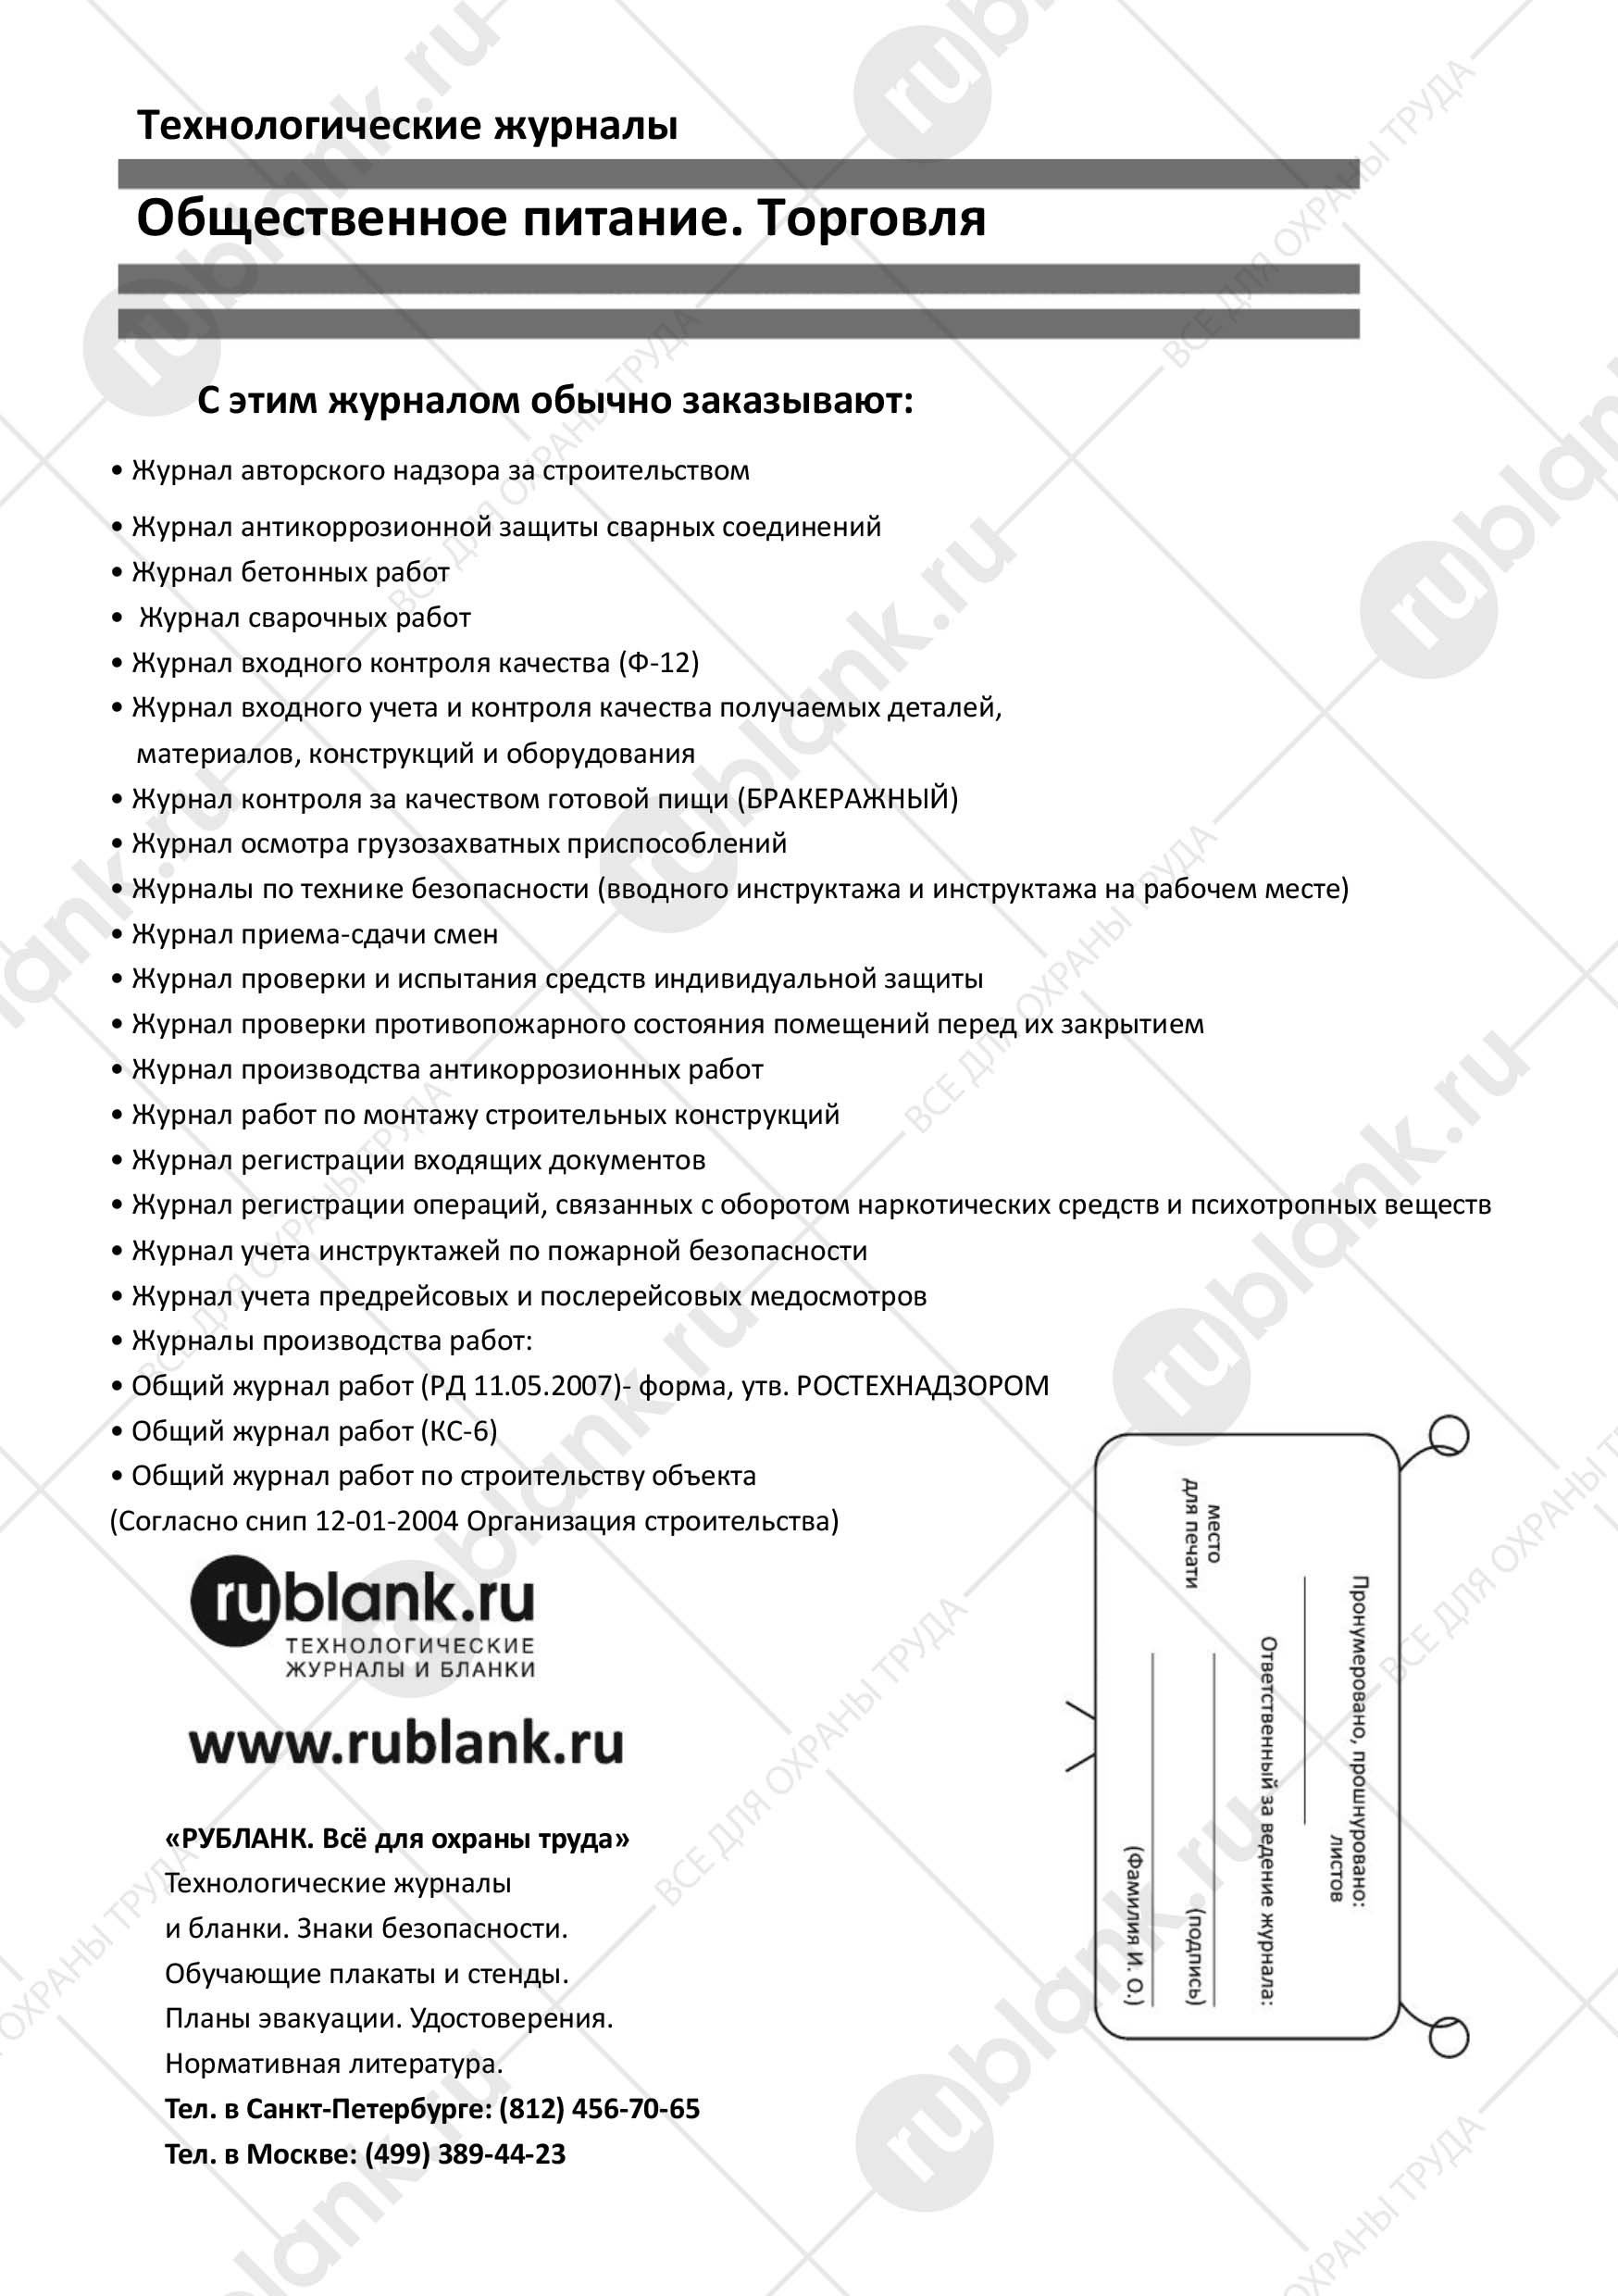 Технологические журналы
Общественное питание. Торговля
С этим журналом обычно заказывают:
• Журнал авторского надзора за строительством
• Журнал антикоррозионной защиты сварных соединений
• Журнал бетонных работ
• Журнал сварочных работ
• Журнал входного контроля качества (Ф-12)
• Журнал входного учета и контроля качества получаемых деталей,
материалов, конструкций и оборудования
• Журнал контроля за качеством готовой пищи (БРАКЕРАЖНЫЙ)
• Журнал осмотра грузозахватных приспособлений
• Журналы по технике безопасности (вводного инструктажа и инструктажа на рабочем месте)
• Журнал приема-сдачи смен
• Журнал проверки и испытания средств индивидуальной защиты
• Журнал проверки противопожарного состояния помещений перед их закрытием
• Журнал производства антикоррозионных работ
• Журнал работ по монтажу строительных конструкций
• Журнал регистрации входящих документов
• Журнал регистрации операций, связанных с оборотом наркотических средств и психотропных веществ
• Журнал учета инструктажей по пожарной безопасности
• Журнал учета предрейсовых и послерейсовых медосмотров
• Журналы производства работ:
• Общий журнал работ (РД 11.05.2007)- форма, утв. РОСТЕХНАДЗОРОМ
• Общий журнал работ (КС-6)
• Общий журнал работ по строительству объекта
(Согласно снип 12-01-2004 Организация строительства)
rublank.ru
ТЕХНОЛОГИЧЕСКИЕ
ЖУРНАЛЫ И БЛАНКИ
www.rublank.ru
«РУБЛАНК. Всё для охраны труда»
Технологические журналы
и бланки. Знаки безопасности.
Обучающие плакаты и стенды.
Планы эвакуации. Удостоверения.
Нормативная литература.
Тел. в Санкт-Петербурге: (812) 456-70-65
Тел. в Москве: (499) 389-44-23
Пронумеровано, прошнуровано:
листов
Ответственный за ведение журнала:
место
для печати
(подпись)
(Фамилия И. О.)
rublank.ru
ВСЕ ДЛЯ ОХРАНЫ ТРУДА